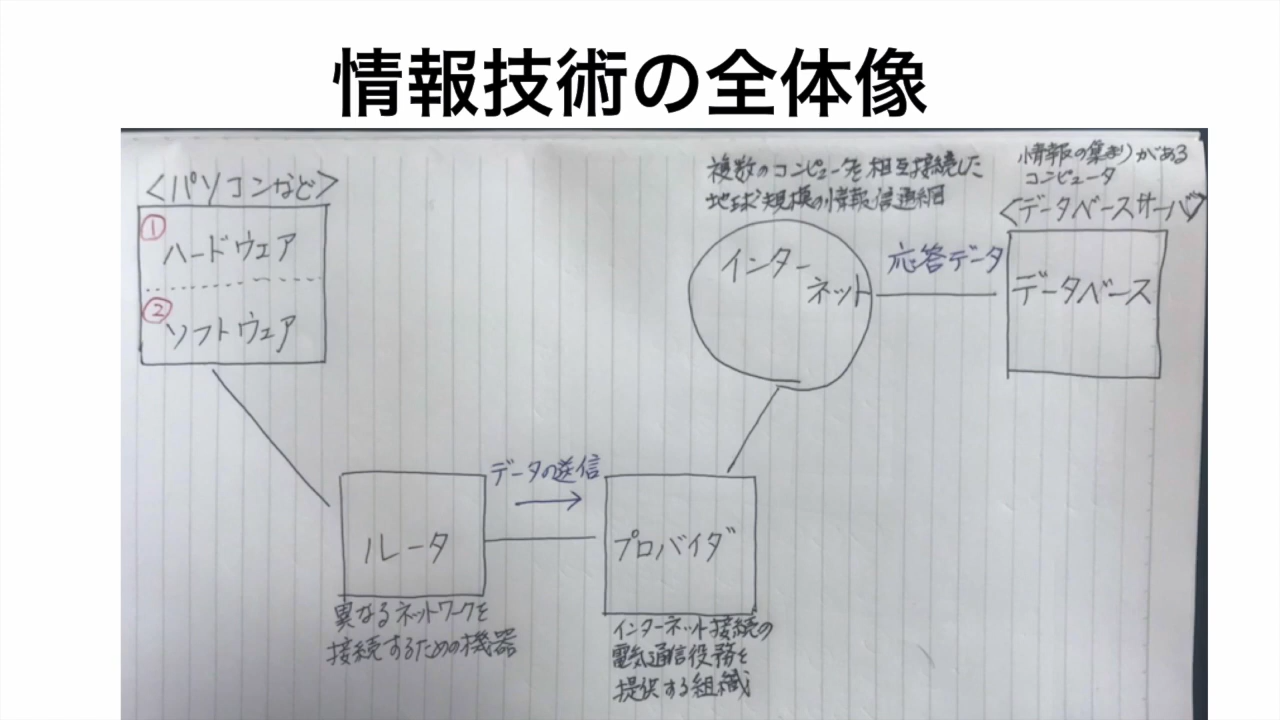 情報技術の全体像
<パソコンなど>
①
ハードウェア
②
ソフトウェア
ルータ
異なるネットワークを
接続するための機器
データの送信
プロバイダ
インターネット接続の
電気通信役務を
提供する組織
複数のコンピュータを相互接続した
地球規模の情報通信網
インター
ネット
応答データ
情報の集まりがある
コンピュータ
<データベースサーバ>
データベース